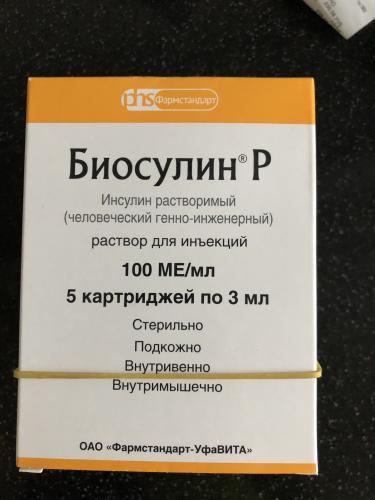 phs Фармстандарт
Биосулин® Р
Инсулин растворимый
(человеческий генно-инженерный)
раствор для инъекций
100 МЕ/мл
5 картриджей по 3 мл
Стерильно
Подкожно
Внутривенно
Внутримышечно
ОАО «Фармстандарт-УфаВИТА»